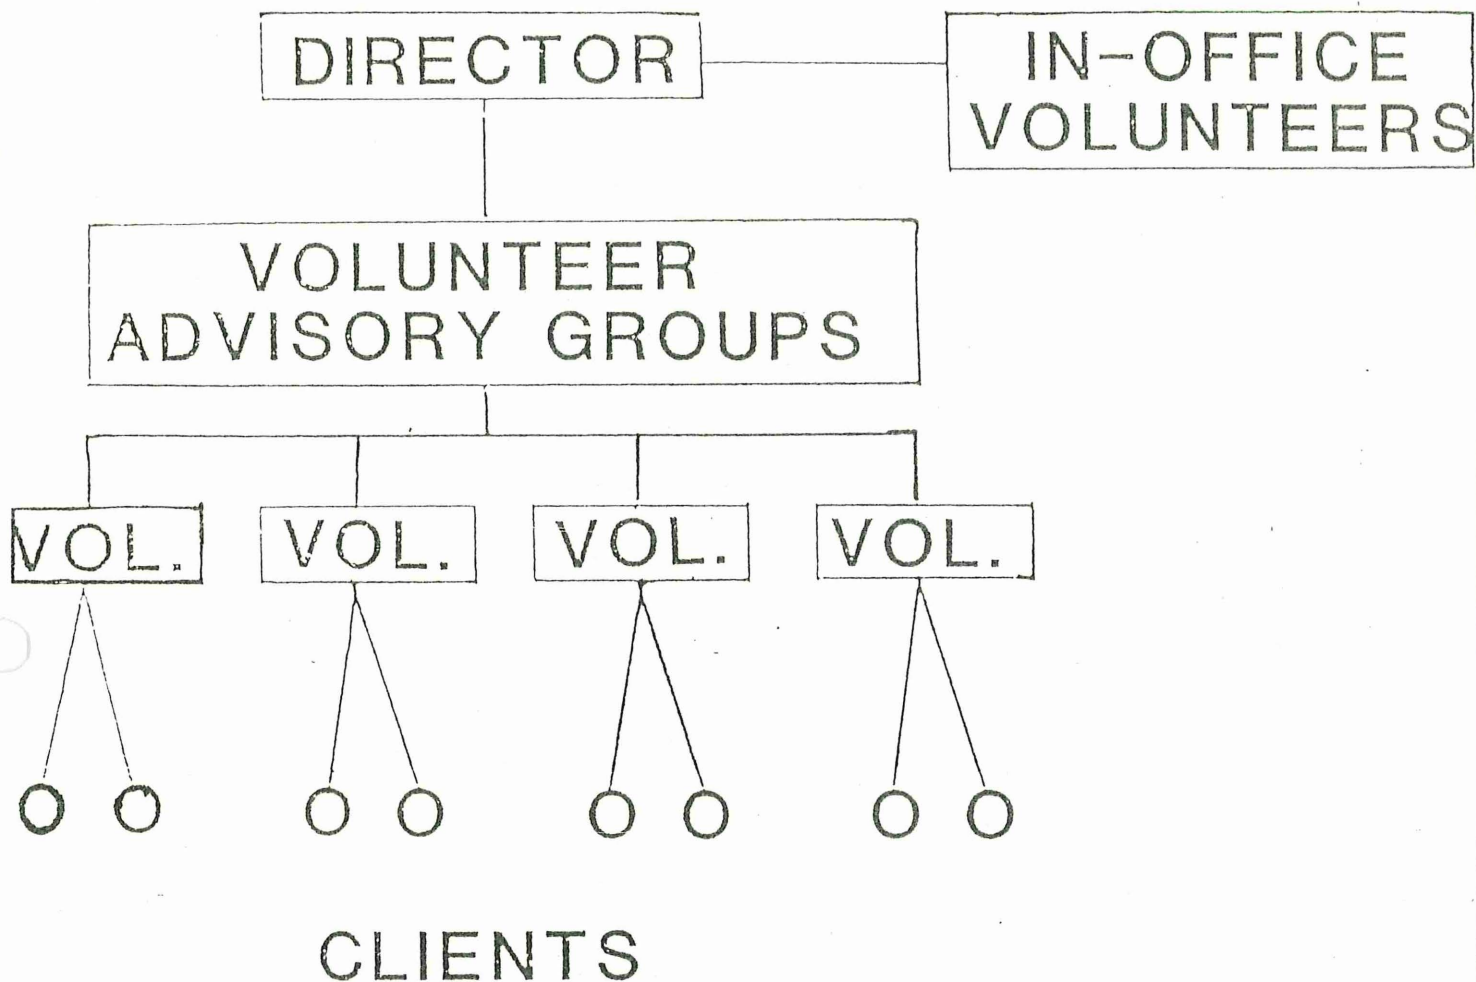 DIRECTOR
IN-OFFICE
VOLUNTEERS
VOLUNTEER
ADVISORY GROUPS
VOL.
VOL.
VOL.
VOL.
CLIENTS